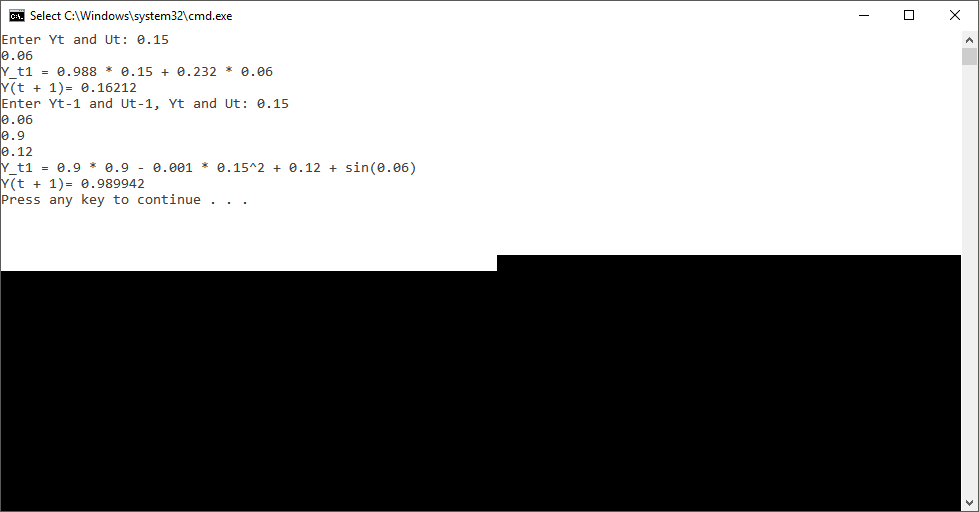 Select C:\Windows\system32\cmd.exe
Enter Yt and Ut: 0.15
0.06
Y_t1 = 0.988 * 0.15 + 0.232 * 0.06
Y(t + 1)= 0.16212
Enter Yt-1 and Ut-1, Yt and Ut: 0.15
0.06
0.9
0.12
Y_t1 = 0.9 * 0.9 - 0.001 * 0.15^2 + 0.12 + sin(0.06)
Y(t + 1)= 0.989942
Press any key to continue . . .